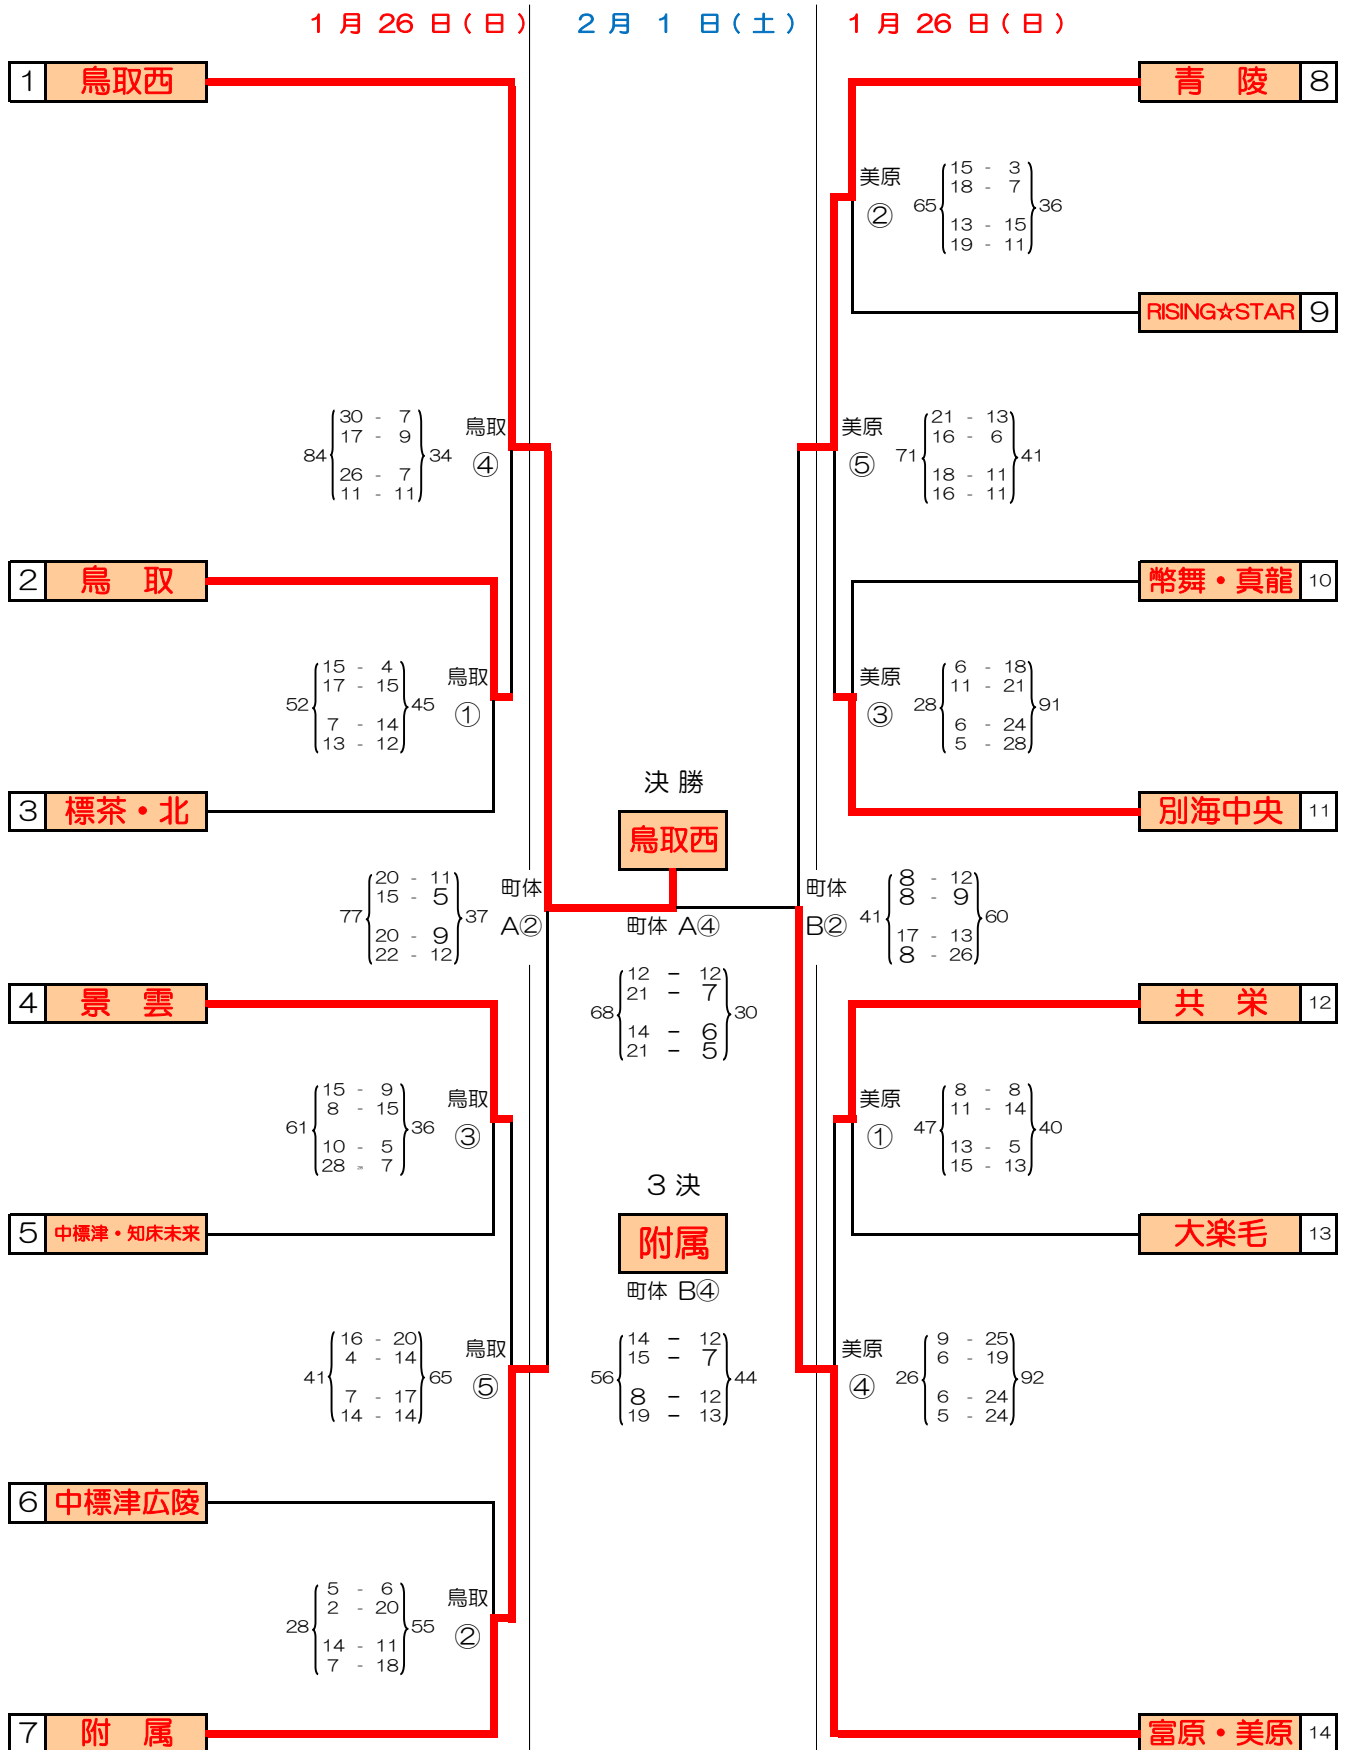 1 月 26 日(日)
2 月 1 日(土)
1 月 26 日(日)
1 鳥取西
青 陵 8
美原
②
65
15 - 3
18 - 7
13 - 15
19 - 11
36
RISING☆STAR 9
鳥取
④
84
30 - 7
17 - 9
26 - 7
11 - 11
34
美原
⑤
71
21 - 13
16 - 6
18 - 11
16 - 11
41
2 鳥 取
幣舞・真龍 10
鳥取
①
52
15 - 4
17 - 15
7 - 14
13 - 12
45
美原
③
28
6 - 18
11 - 21
6 - 24
5 - 28
91
3 標茶・北
決 勝
鳥取西
別海中央 11
町体
A②
77
20 - 11
15 - 5
20 - 9
22 - 12
37
町体 A④
68
12 - 12
21 - 7
14 - 6
21 - 5
30
町体
B②
41
8 - 12
8 - 9
17 - 13
8 - 26
60
4 景 雲
共 栄 12
鳥取
③
61
15 - 9
8 - 15
10 - 5
28 - 7
36
美原
①
47
8 - 8
11 - 14
13 - 5
15 - 13
40
5 中標津・知床未来
3 決
附属
町体 B④
56
14 - 12
15 - 7
8 - 12
19 - 13
44
大楽毛 13
鳥取
⑤
41
16 - 20
4 - 14
7 - 17
14 - 14
65
美原
④
26
9 - 25
6 - 19
6 - 24
5 - 24
92
6 中標津広陵
鳥取
②
28
5 - 6
2 - 20
14 - 11
7 - 18
55
7 附 属
富原・美原 14